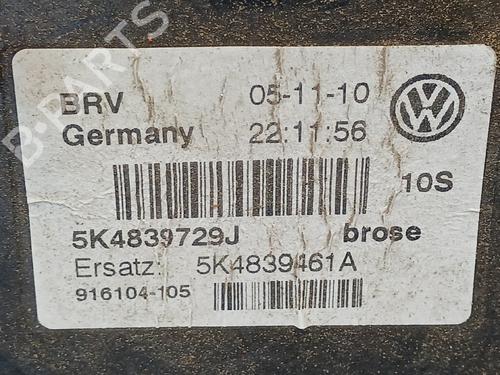 BRV 05-11-10
Germany 22:11:56
10S
5K4839729J brose
Ersatz: 5K4839461A
916104-105
B-PARTS